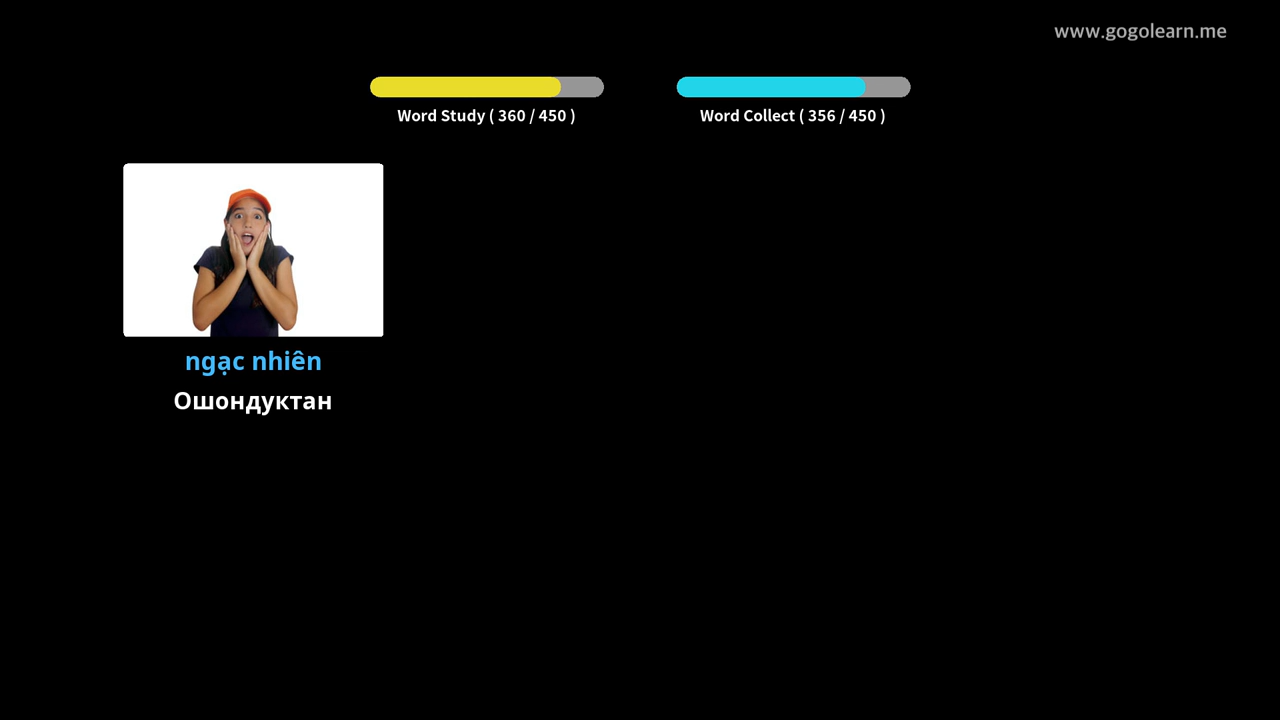 www.gogolearn.me
Word Study ( 360 / 450 )
Word Collect ( 356 / 450 )
ngạc nhiên
Ошондуктан